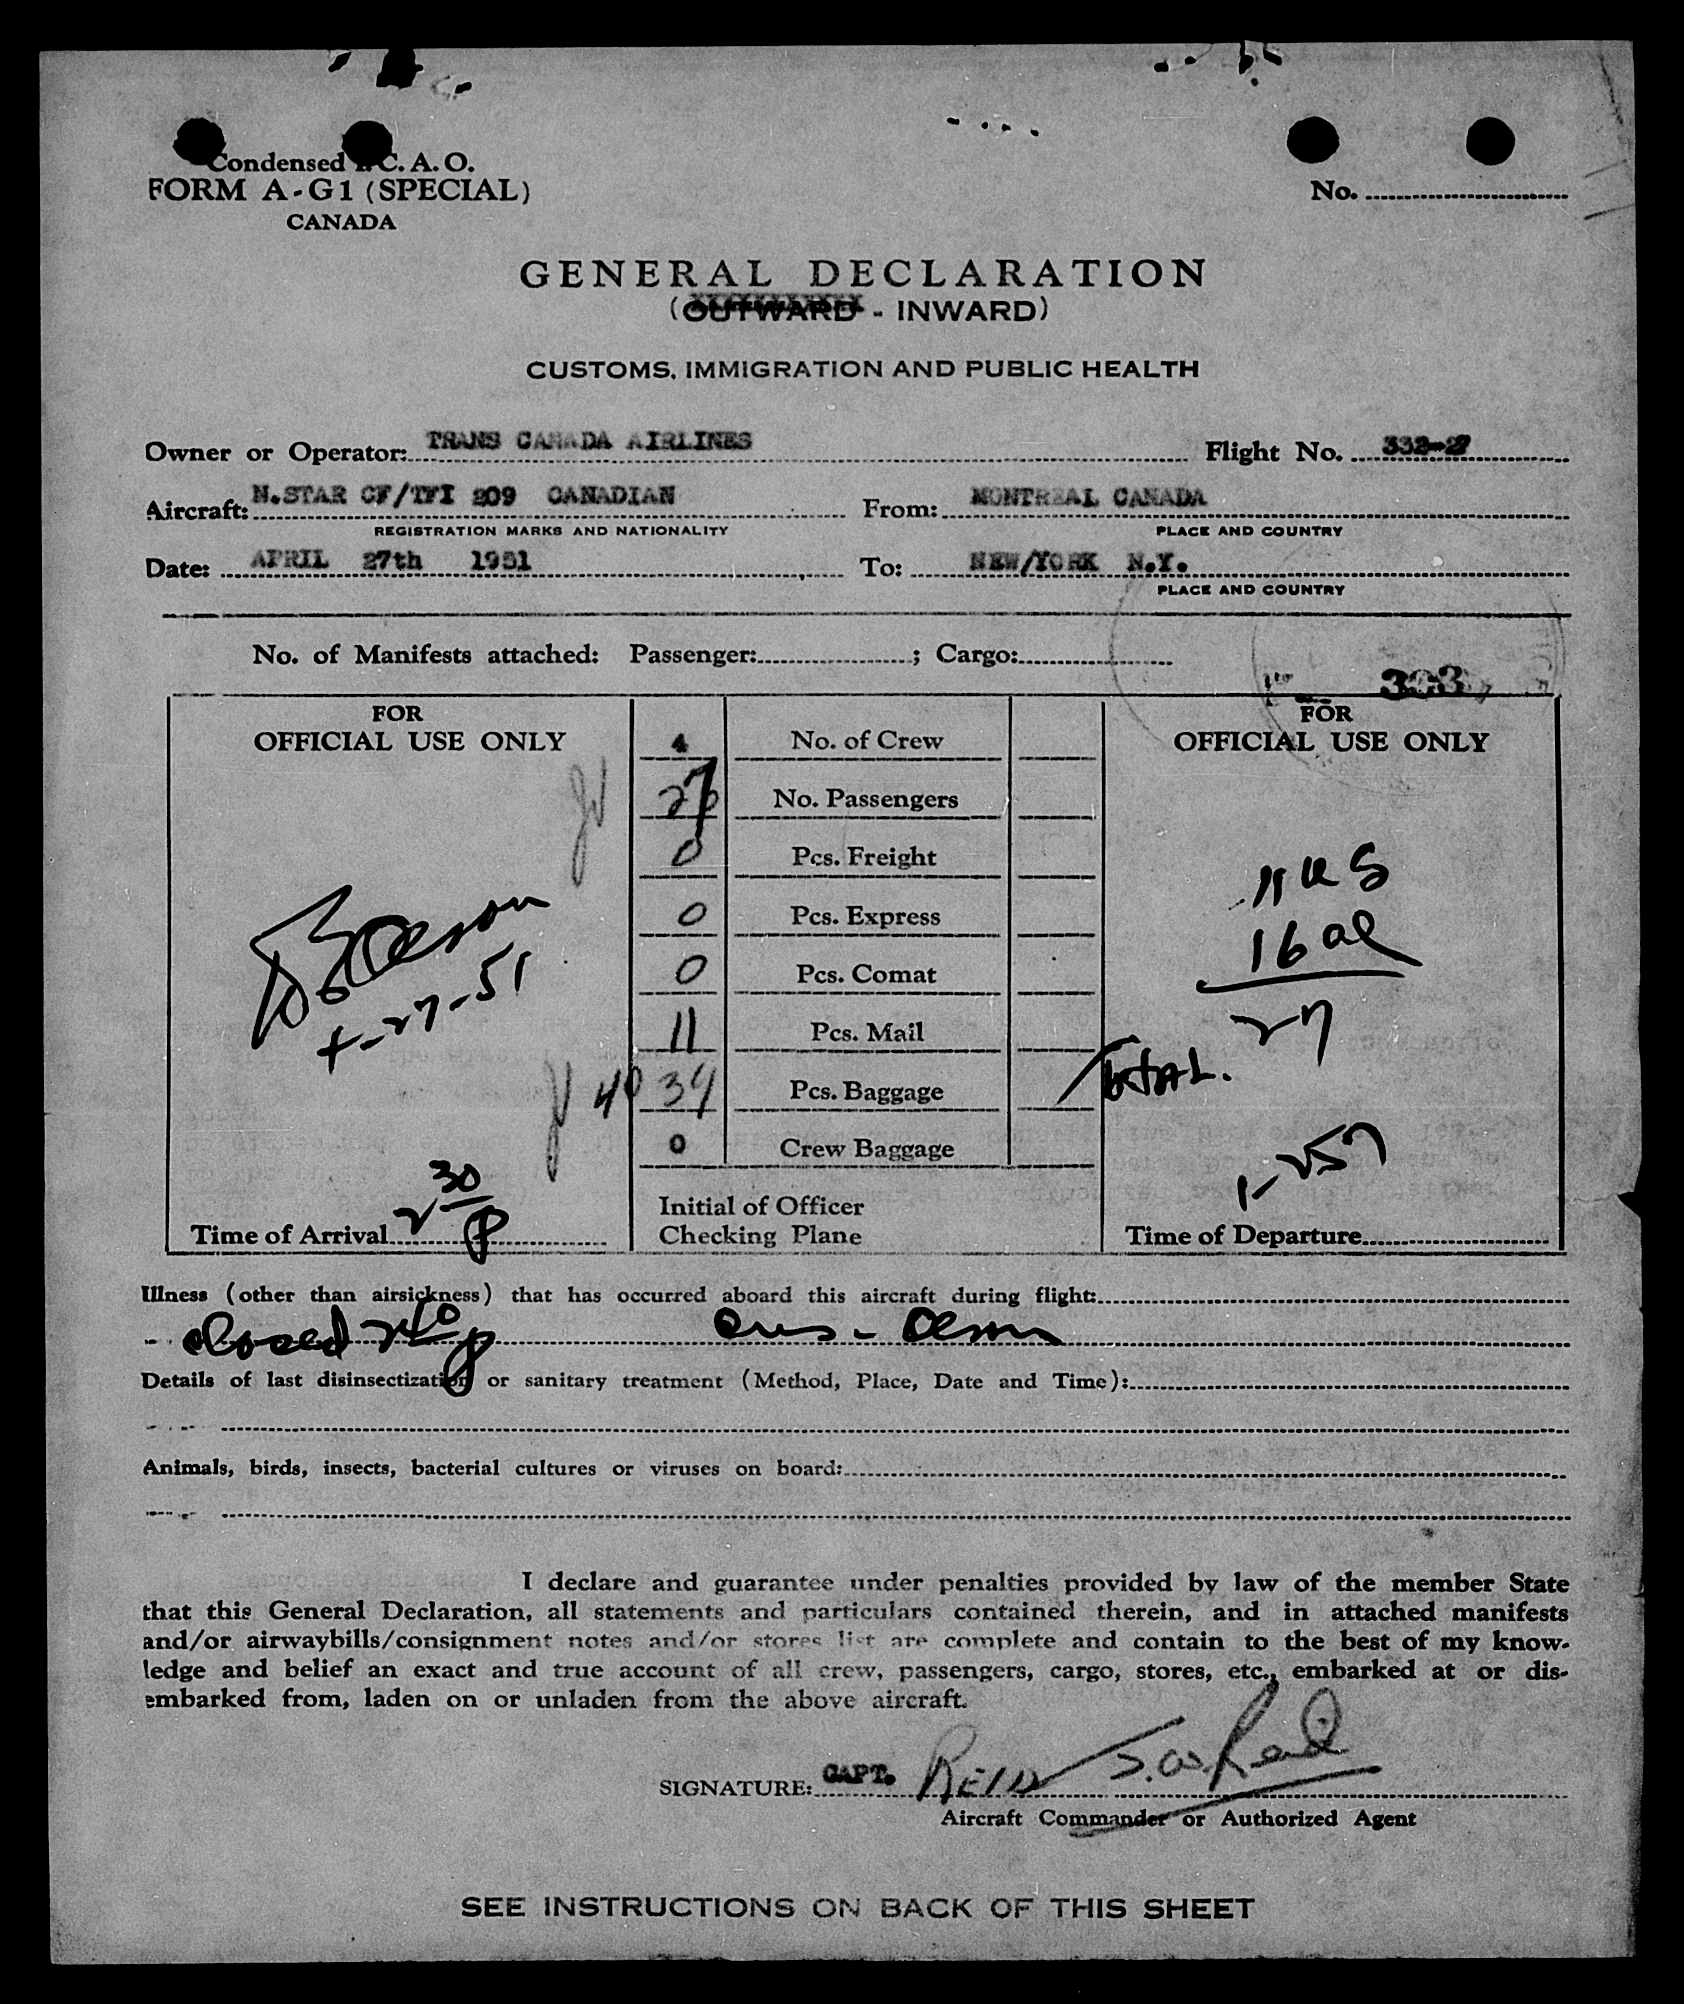 Condensed I.C.A.O.
FORM A-G1 (SPECIAL)
CANADA
No.
GENERAL DECLARATION
(OUTWARD - INWARD)
CUSTOMS, IMMIGRATION AND PUBLIC HEALTH
Owner or Operator: TRANS CANADA AIRLINES Flight No. 332-27
Aircraft: N.STAR CF/TFI 209 CANADIAN From: MONTREAL CANADA
REGISTRATION MARKS AND NATIONALITY PLACE AND COUNTRY
Date: APRIL 27th 1951 To: NEW/YORK N.Y.
PLACE AND COUNTRY
No. of Manifests attached: Passenger: ; Cargo:
FOR
OFFICIAL USE ONLY
4-27-51
Time of Arrival 2 30 P
4 No. of Crew
27 No. Passengers
0 Pcs. Freight
0 Pcs. Express
0 Pcs. Comat
11 Pcs. Mail
40 34 Pcs. Baggage
0 Crew Baggage
Initial of Officer
Checking Plane
FOR
OFFICIAL USE ONLY
11 US
16 al
27
TOTAL.
1-257
Time of Departure
Illness (other than airsickness) that has occurred aboard this aircraft during flight:
closed 240 p
Details of last disinsectization or sanitary treatment (Method, Place, Date and Time):
Animals, birds, insects, bacterial cultures or viruses on board:
I declare and guarantee under penalties provided by law of the member State
that this General Declaration, all statements and particulars contained therein, and in attached manifests
and/or airwaybills/consignment notes and/or stores list are complete and contain to the best of my know-
ledge and belief an exact and true account of all crew, passengers, cargo, stores, etc., embarked at or dis-
embarked from, laden on or unladen from the above aircraft.
SIGNATURE: CAPT. REID S.W. Reid
Aircraft Commander or Authorized Agent
SEE INSTRUCTIONS ON BACK OF THIS SHEET